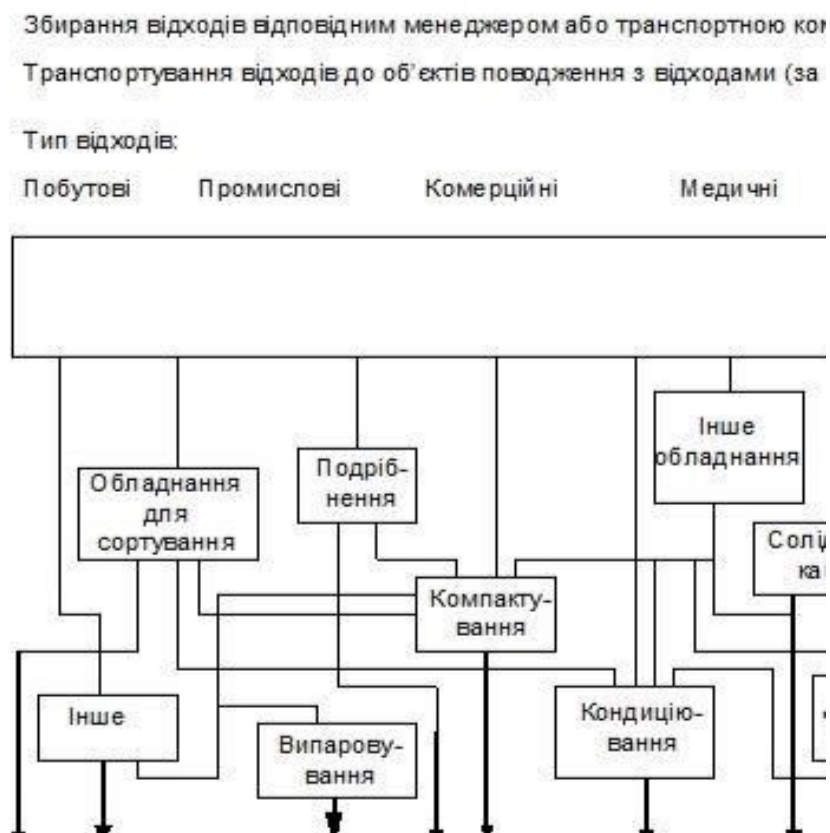 Збирання відходів відповідним менеджером або транспортною
Транспортування відходів до об'єктів поводження з відходами (за
Тип відходів:
Побутові Промислові Комерційні Медичні
Інше
обладнання
Подріб-
нення
Обладнання
для
сортування
Компакту-
вання
Інше
Кондицію-
вання
Випарову-
вання